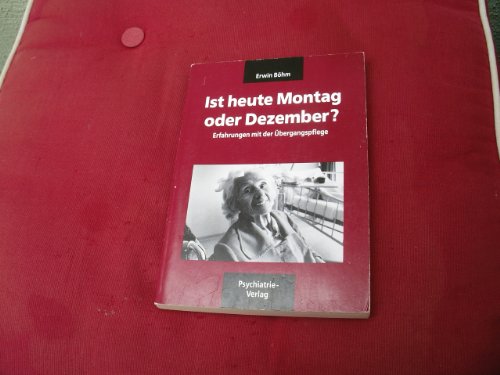 Erwin Böhm
Ist heute Montag
oder Dezember?
Erfahrungen mit der Übergangspflege
Psychiatrie-
Verlag